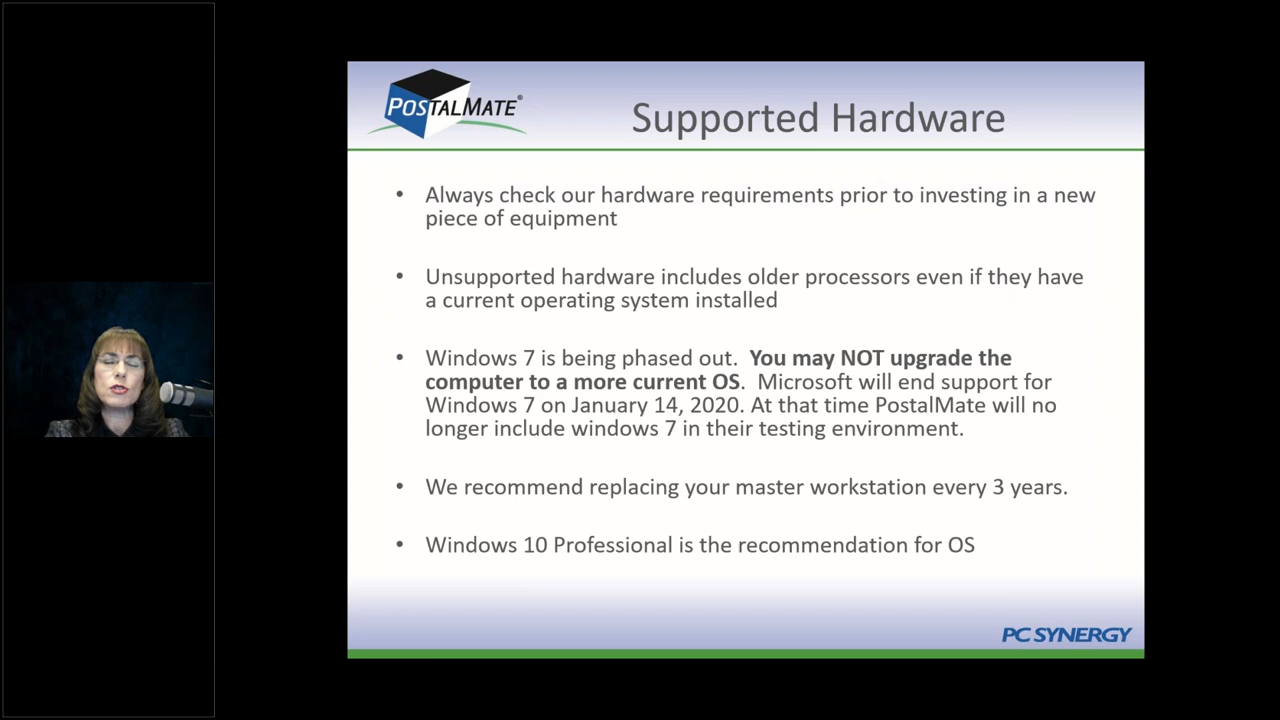 POSTALMATE®
Supported Hardware
• Always check our hardware requirements prior to investing in a new
piece of equipment
• Unsupported hardware includes older processors even if they have
a current operating system installed
• Windows 7 is being phased out. You may NOT upgrade the
computer to a more current OS. Microsoft will end support for
Windows 7 on January 14, 2020. At that time PostalMate will no
longer include windows 7 in their testing environment.
• We recommend replacing your master workstation every 3 years.
• Windows 10 Professional is the recommendation for OS
PC SYNERGY